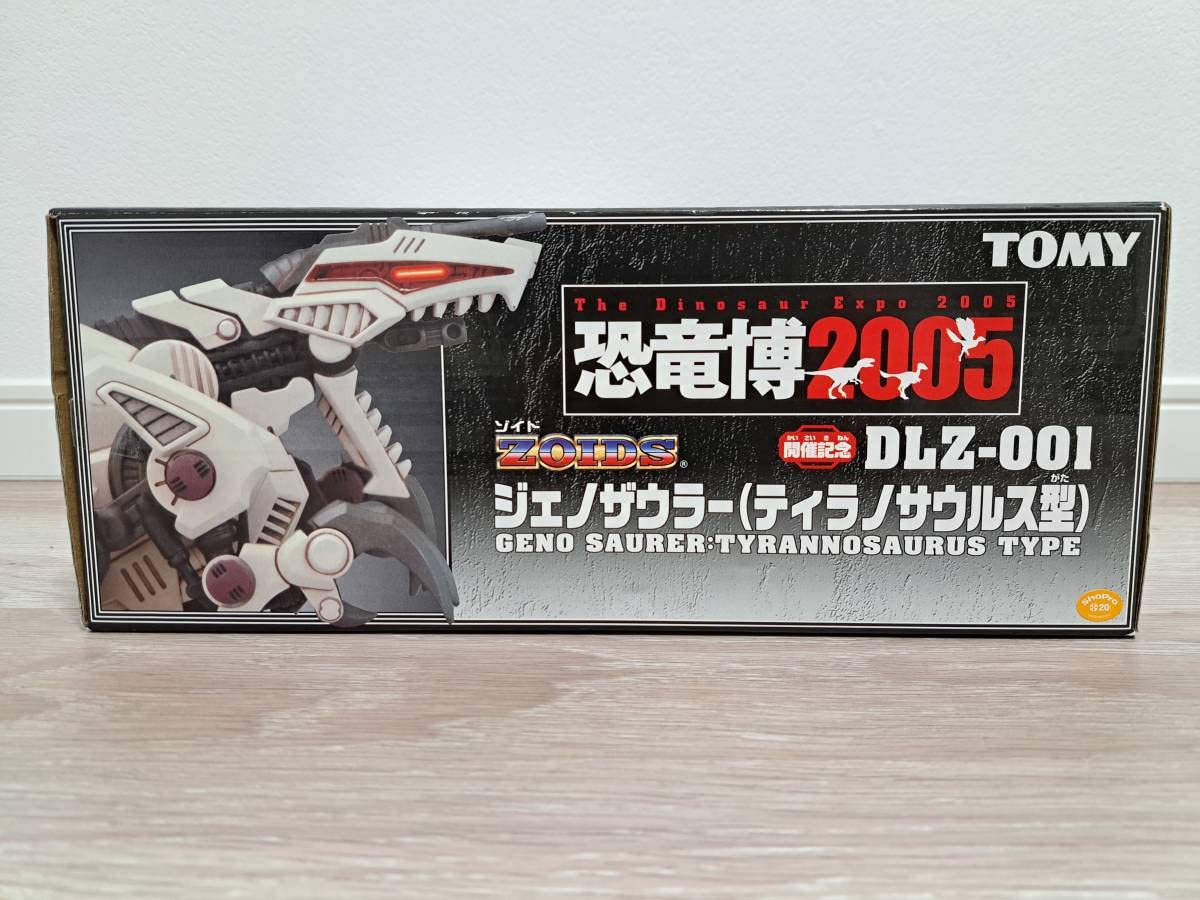 TOMY
The Dinosaur Expo 2005
恐竜博2005
ゾイド
ZOIDS®
かいさい きねん
開催記念
DLZ-001
がた
ジェノザウラー(ティラノサウルス型)
GENO SAURER:TYRANNOSAURUS TYPE
ShoPro
20